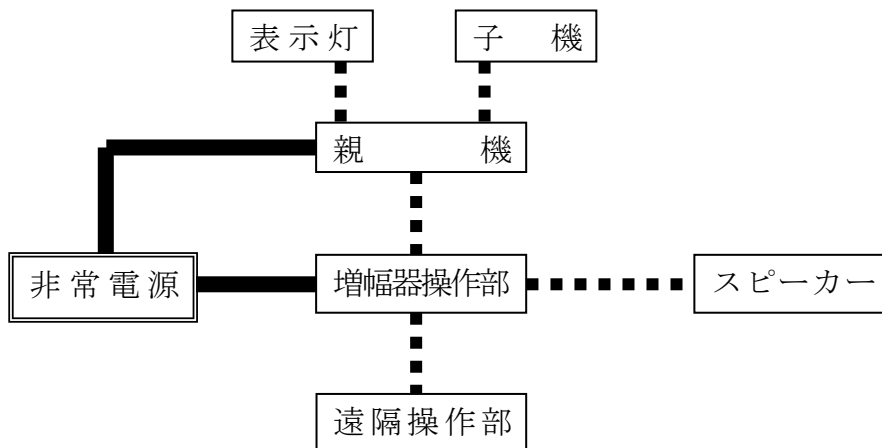 表示灯
子機
親機
非常電源
増幅器操作部
スピーカー
遠隔操作部